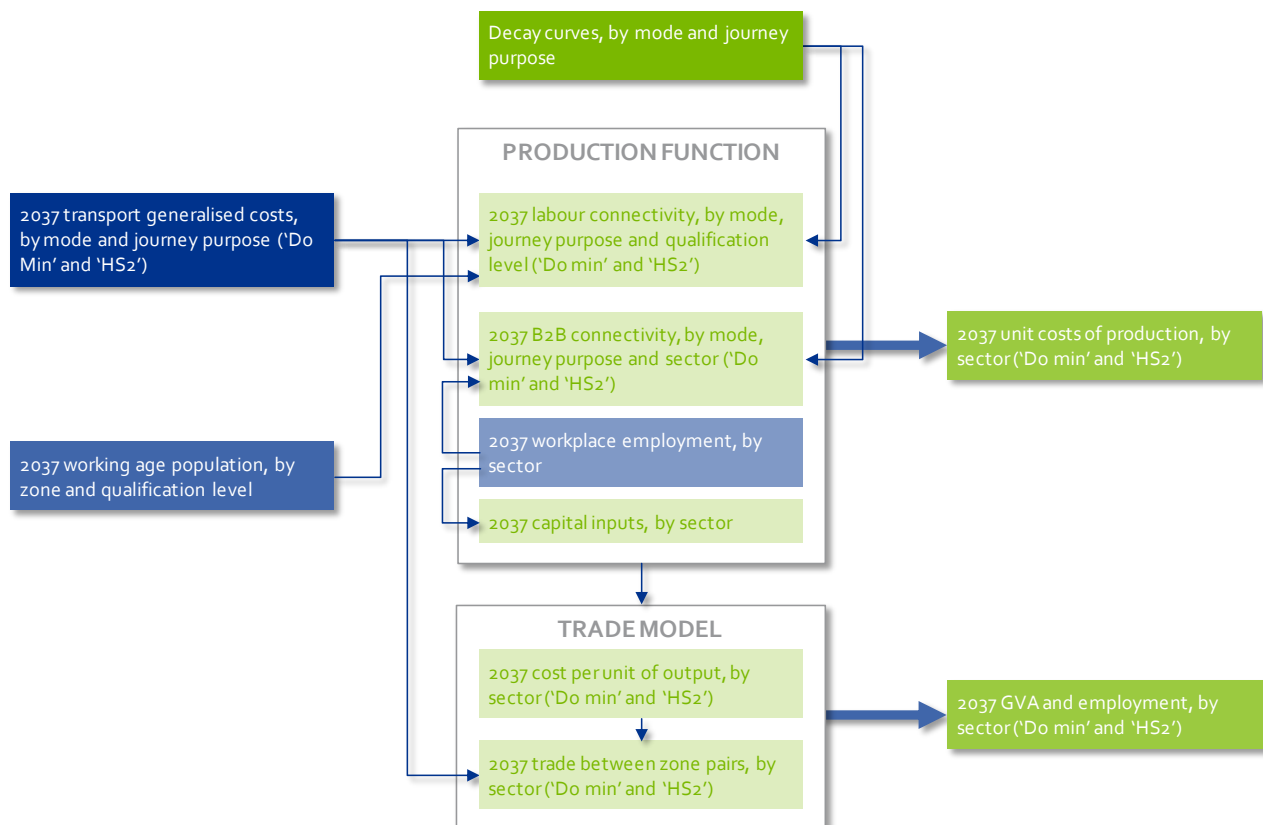 Decay curves, by mode and journey
purpose
PRODUCTION FUNCTION
2037 transport generalised costs,
by mode and journey purpose (‘Do
Min’ and ‘HS2’)
2037 labour connectivity, by mode,
journey purpose and qualification
level (‘Do min’ and ‘HS2’)
2037 B2B connectivity, by mode,
journey purpose and sector (‘Do
min’ and ‘HS2’)
2037 unit costs of production, by
sector (‘Do min’ and ‘HS2’)
2037 workplace employment, by
sector
2037 working age population, by
zone and qualification level
2037 capital inputs, by sector
TRADE MODEL
2037 cost per unit of output, by
sector (‘Do min’ and ‘HS2’)
2037 GVA and employment, by
sector (‘Do min’ and ‘HS2’)
2037 trade between zone pairs, by
sector (‘Do min’ and ‘HS2’)